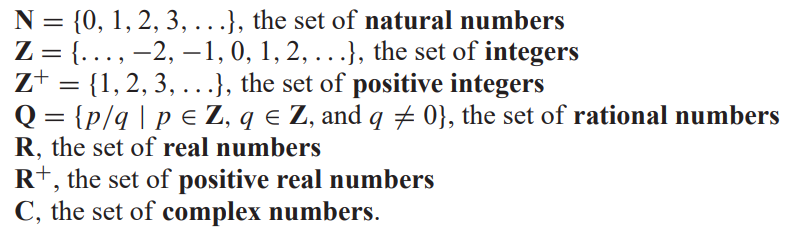 N = {0, 1, 2, 3, . . .}, the set of natural numbers
Z = {. . . , −2, −1, 0, 1, 2, . . .}, the set of integers
Z⁺ = {1, 2, 3, . . .}, the set of positive integers
Q = {p/q | p ∈ Z, q ∈ Z, and q ≠ 0}, the set of rational numbers
R, the set of real numbers
R⁺, the set of positive real numbers
C, the set of complex numbers.